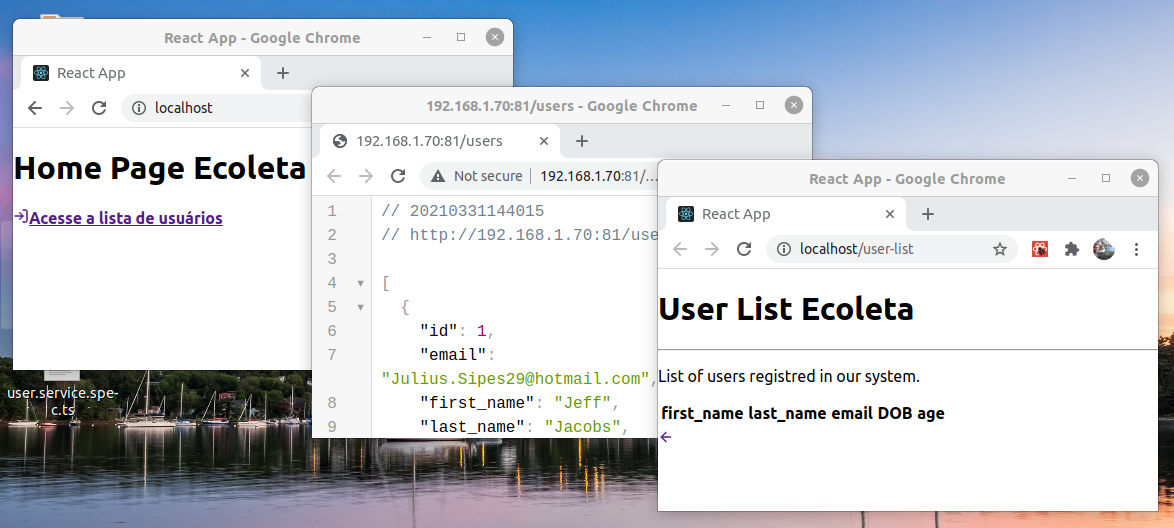 React App - Google Chrome
React App
localhost
Home Page Ecoleta
Acesse a lista de usuários
user.service.spe-
c.ts
192.168.1.70:81/users - Google Chrome
192.168.1.70:81/users
Not secure | 192.168.1.70:81/...
1 // 20210331144015
2 // http://192.168.1.70:81/use
3
4 [
5 {
6 "id": 1,
7 "email":
"Julius.Sipes29@hotmail.com",
8 "first_name": "Jeff",
9 "last_name": "Jacobs",
React App - Google Chrome
React App
localhost/user-list
User List Ecoleta
List of users registred in our system.
first_name last_name email DOB age